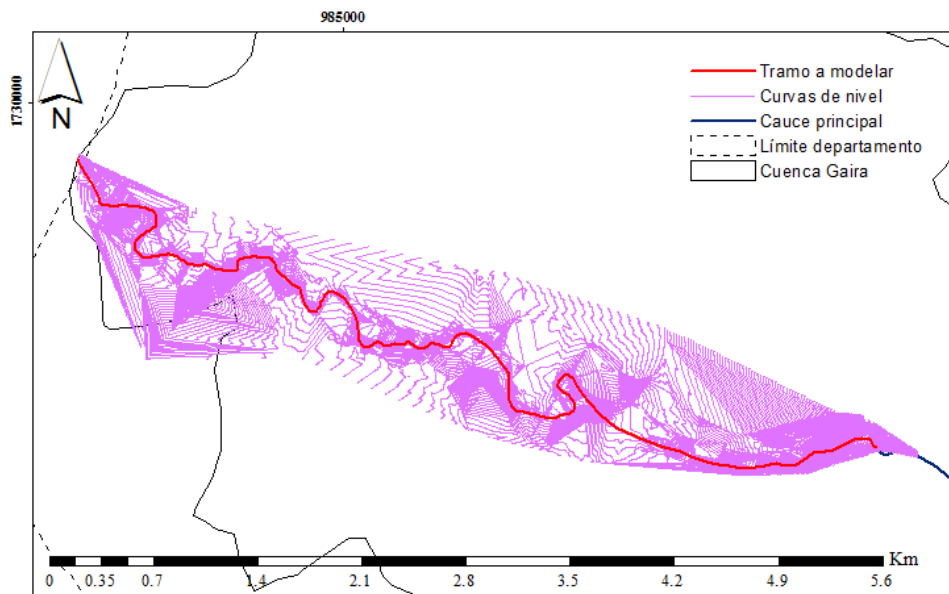 985000
1730000
N
Tramo a modelar
Curvas de nivel
Cauce principal
Límite departamento
Cuenca Gaira
Km
0 0.35 0.7 1.4 2.1 2.8 3.5 4.2 4.9 5.6